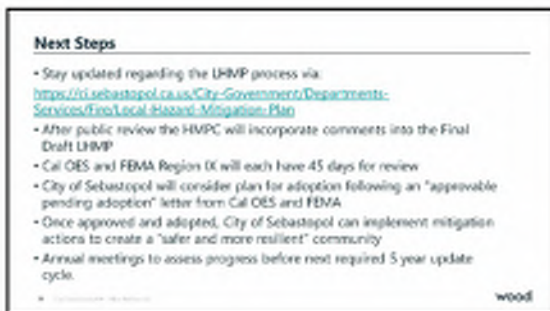 Next Steps
• Stay updated regarding the LHMP process via:
https://ci.sebastopol.ca.us/City-Government/Departments-
Services/Fire/Local-Hazard-Mitigation-Plan
• After public review the HMPC will incorporate comments into the Final
Draft LHMP
• Cal OES and FEMA Region IX will each have 45 days for review
• City of Sebastopol will consider plan for adoption following an "approvable
pending adoption" letter from Cal OES and FEMA
• Once approved and adopted, City of Sebastopol can implement mitigation
actions to create a "safer and more resilient" community
• Annual meetings to assess progress before next required 5 year update
cycle.
wood